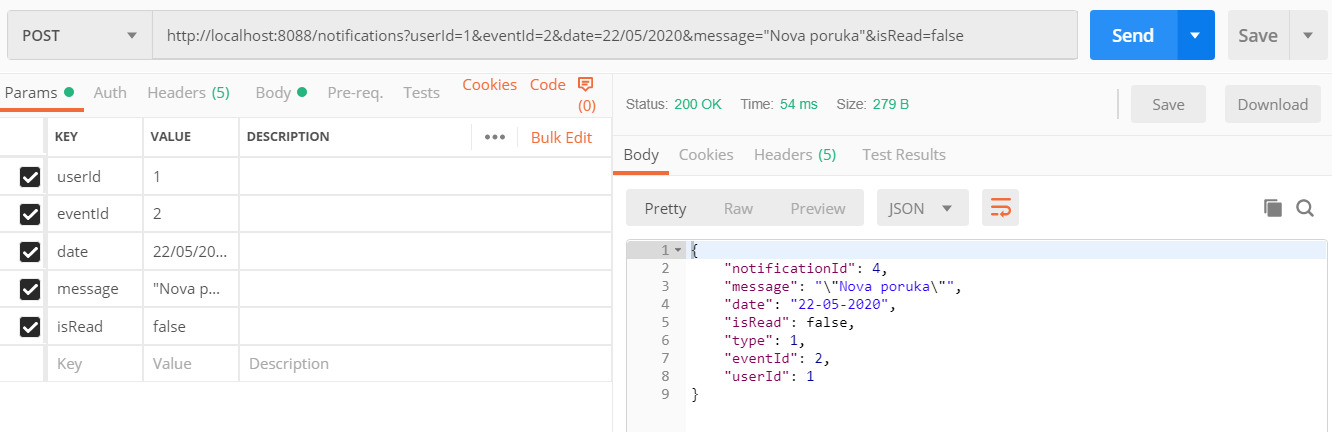 POST http://localhost:8088/notifications?userId=1&eventId=2&date=22/05/2020&message="Nova poruka"&isRead=false Send Save
Params Auth Headers (5) Body Pre-req. Tests Cookies Code (0)
KEY VALUE DESCRIPTION ••• Bulk Edit
userId 1
eventId 2
date 22/05/20...
message "Nova p...
isRead false
Key Value Description
Status: 200 OK Time: 54 ms Size: 279 B Save Download
Body Cookies Headers (5) Test Results
Pretty Raw Preview JSON
1 {
2 "notificationId": 4,
3 "message": "\"Nova poruka\"",
4 "date": "22-05-2020",
5 "isRead": false,
6 "type": 1,
7 "eventId": 2,
8 "userId": 1
9 }